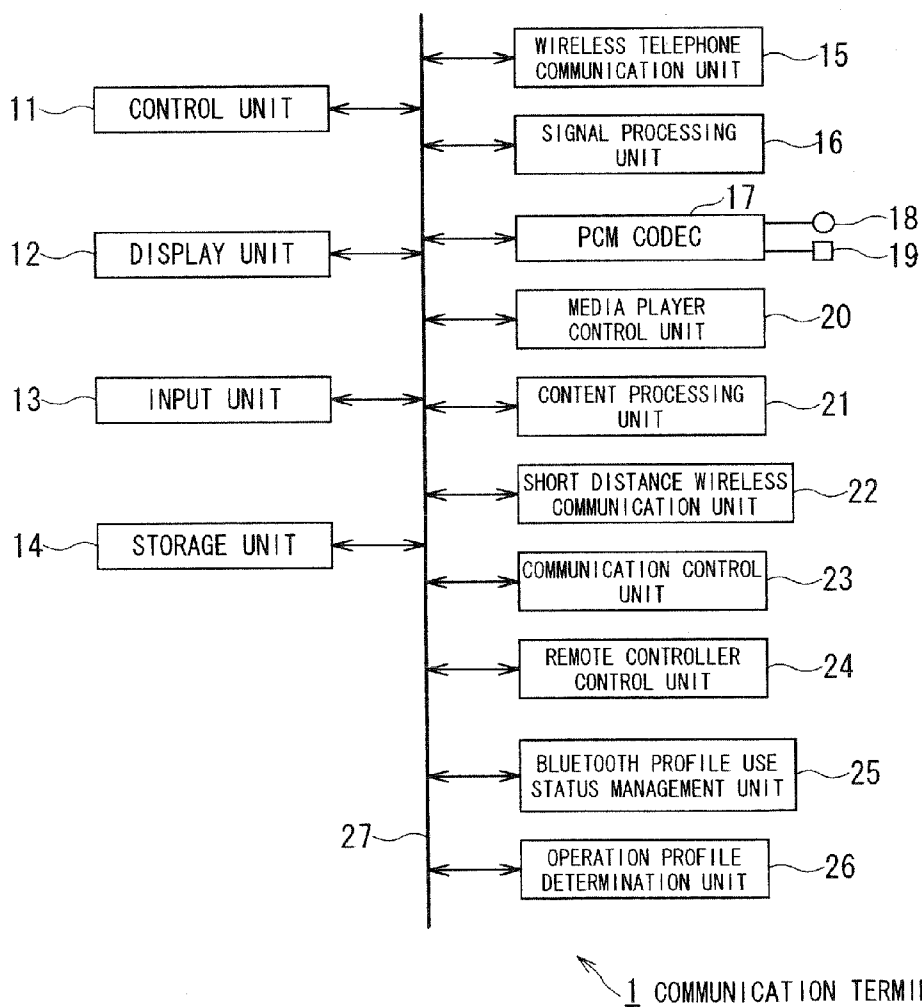 11
CONTROL UNIT
12
DISPLAY UNIT
13
INPUT UNIT
14
STORAGE UNIT
WIRELESS TELEPHONE
COMMUNICATION UNIT
15
SIGNAL PROCESSING
UNIT
16
17
PCM CODEC
18
19
MEDIA PLAYER
CONTROL UNIT
20
CONTENT PROCESSING
UNIT
21
SHORT DISTANCE WIRELESS
COMMUNICATION UNIT
22
COMMUNICATION CONTROL
UNIT
23
REMOTE CONTROLLER
CONTROL UNIT
24
BLUETOOTH PROFILE USE
STATUS MANAGEMENT UNIT
25
OPERATION PROFILE
DETERMINATION UNIT
26
27
1 COMMUNICATION TERMI